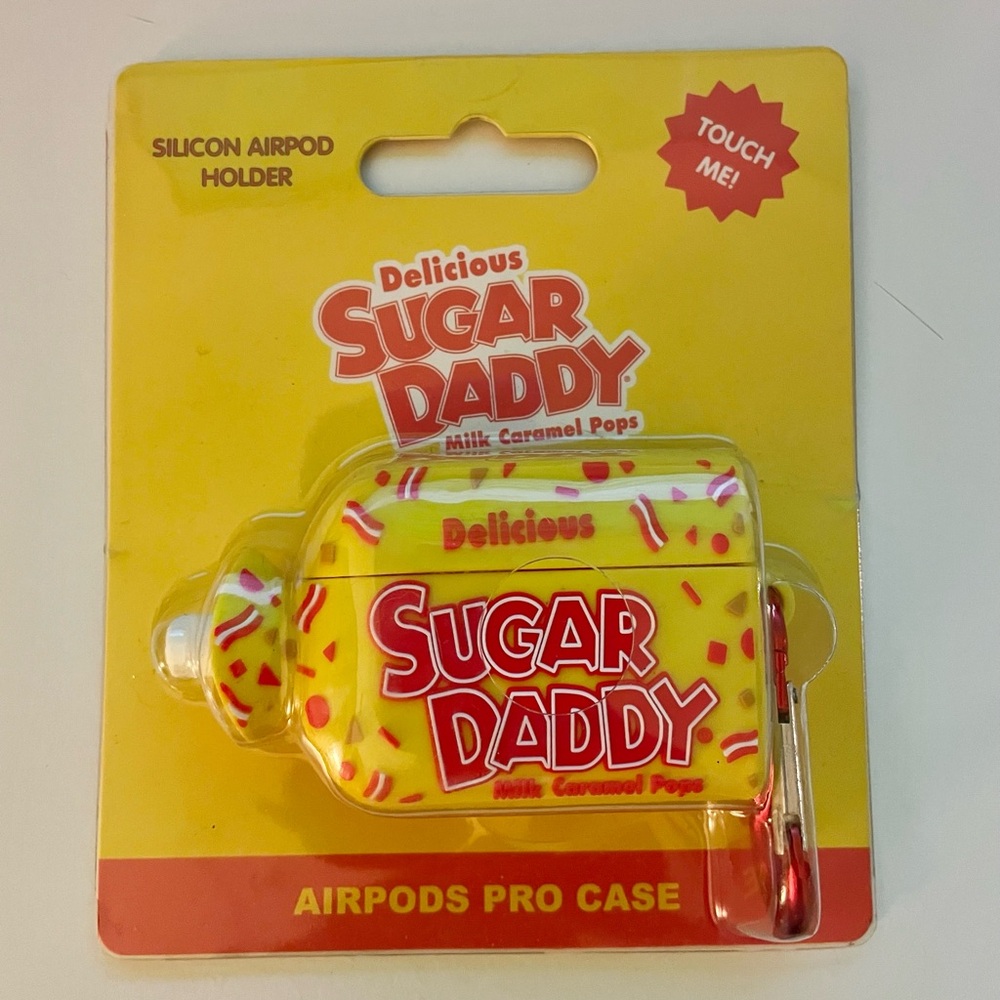 SILICON AIRPOD
HOLDER
TOUCH
ME!
Delicious
SUGAR
DADDY
Milk Caramel Pops
Delicious
SUGAR
DADDY
Milk Caramel Pops
AIRPODS PRO CASE